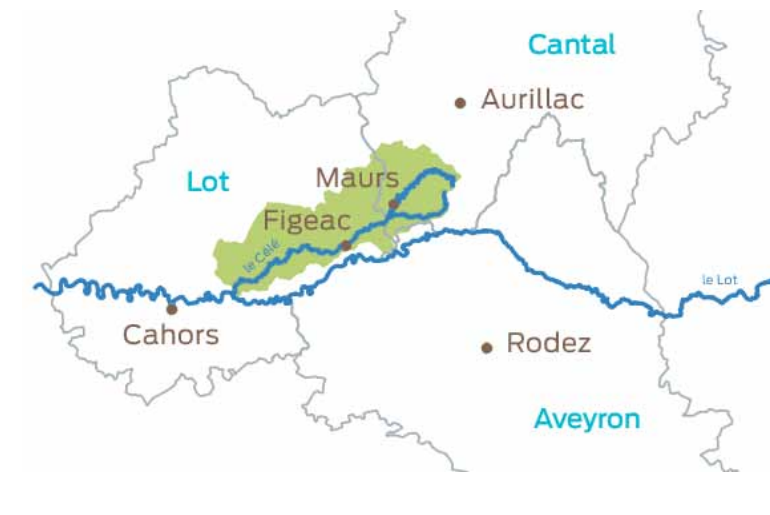 Cantal
Aurillac
Maurs
Lot
Figeac
le Célé
le Lot
Cahors
Rodez
Aveyron